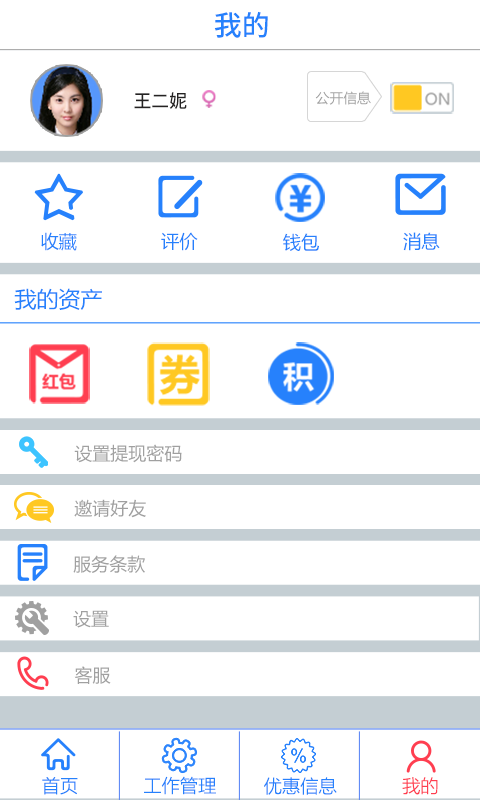 我的
王二妮
公开信息
ON
收藏
评价
¥
钱包
消息
我的资产
红包
券
积
设置提现密码
邀请好友
服务条款
设置
客服
%
首页
工作管理
优惠信息
我的